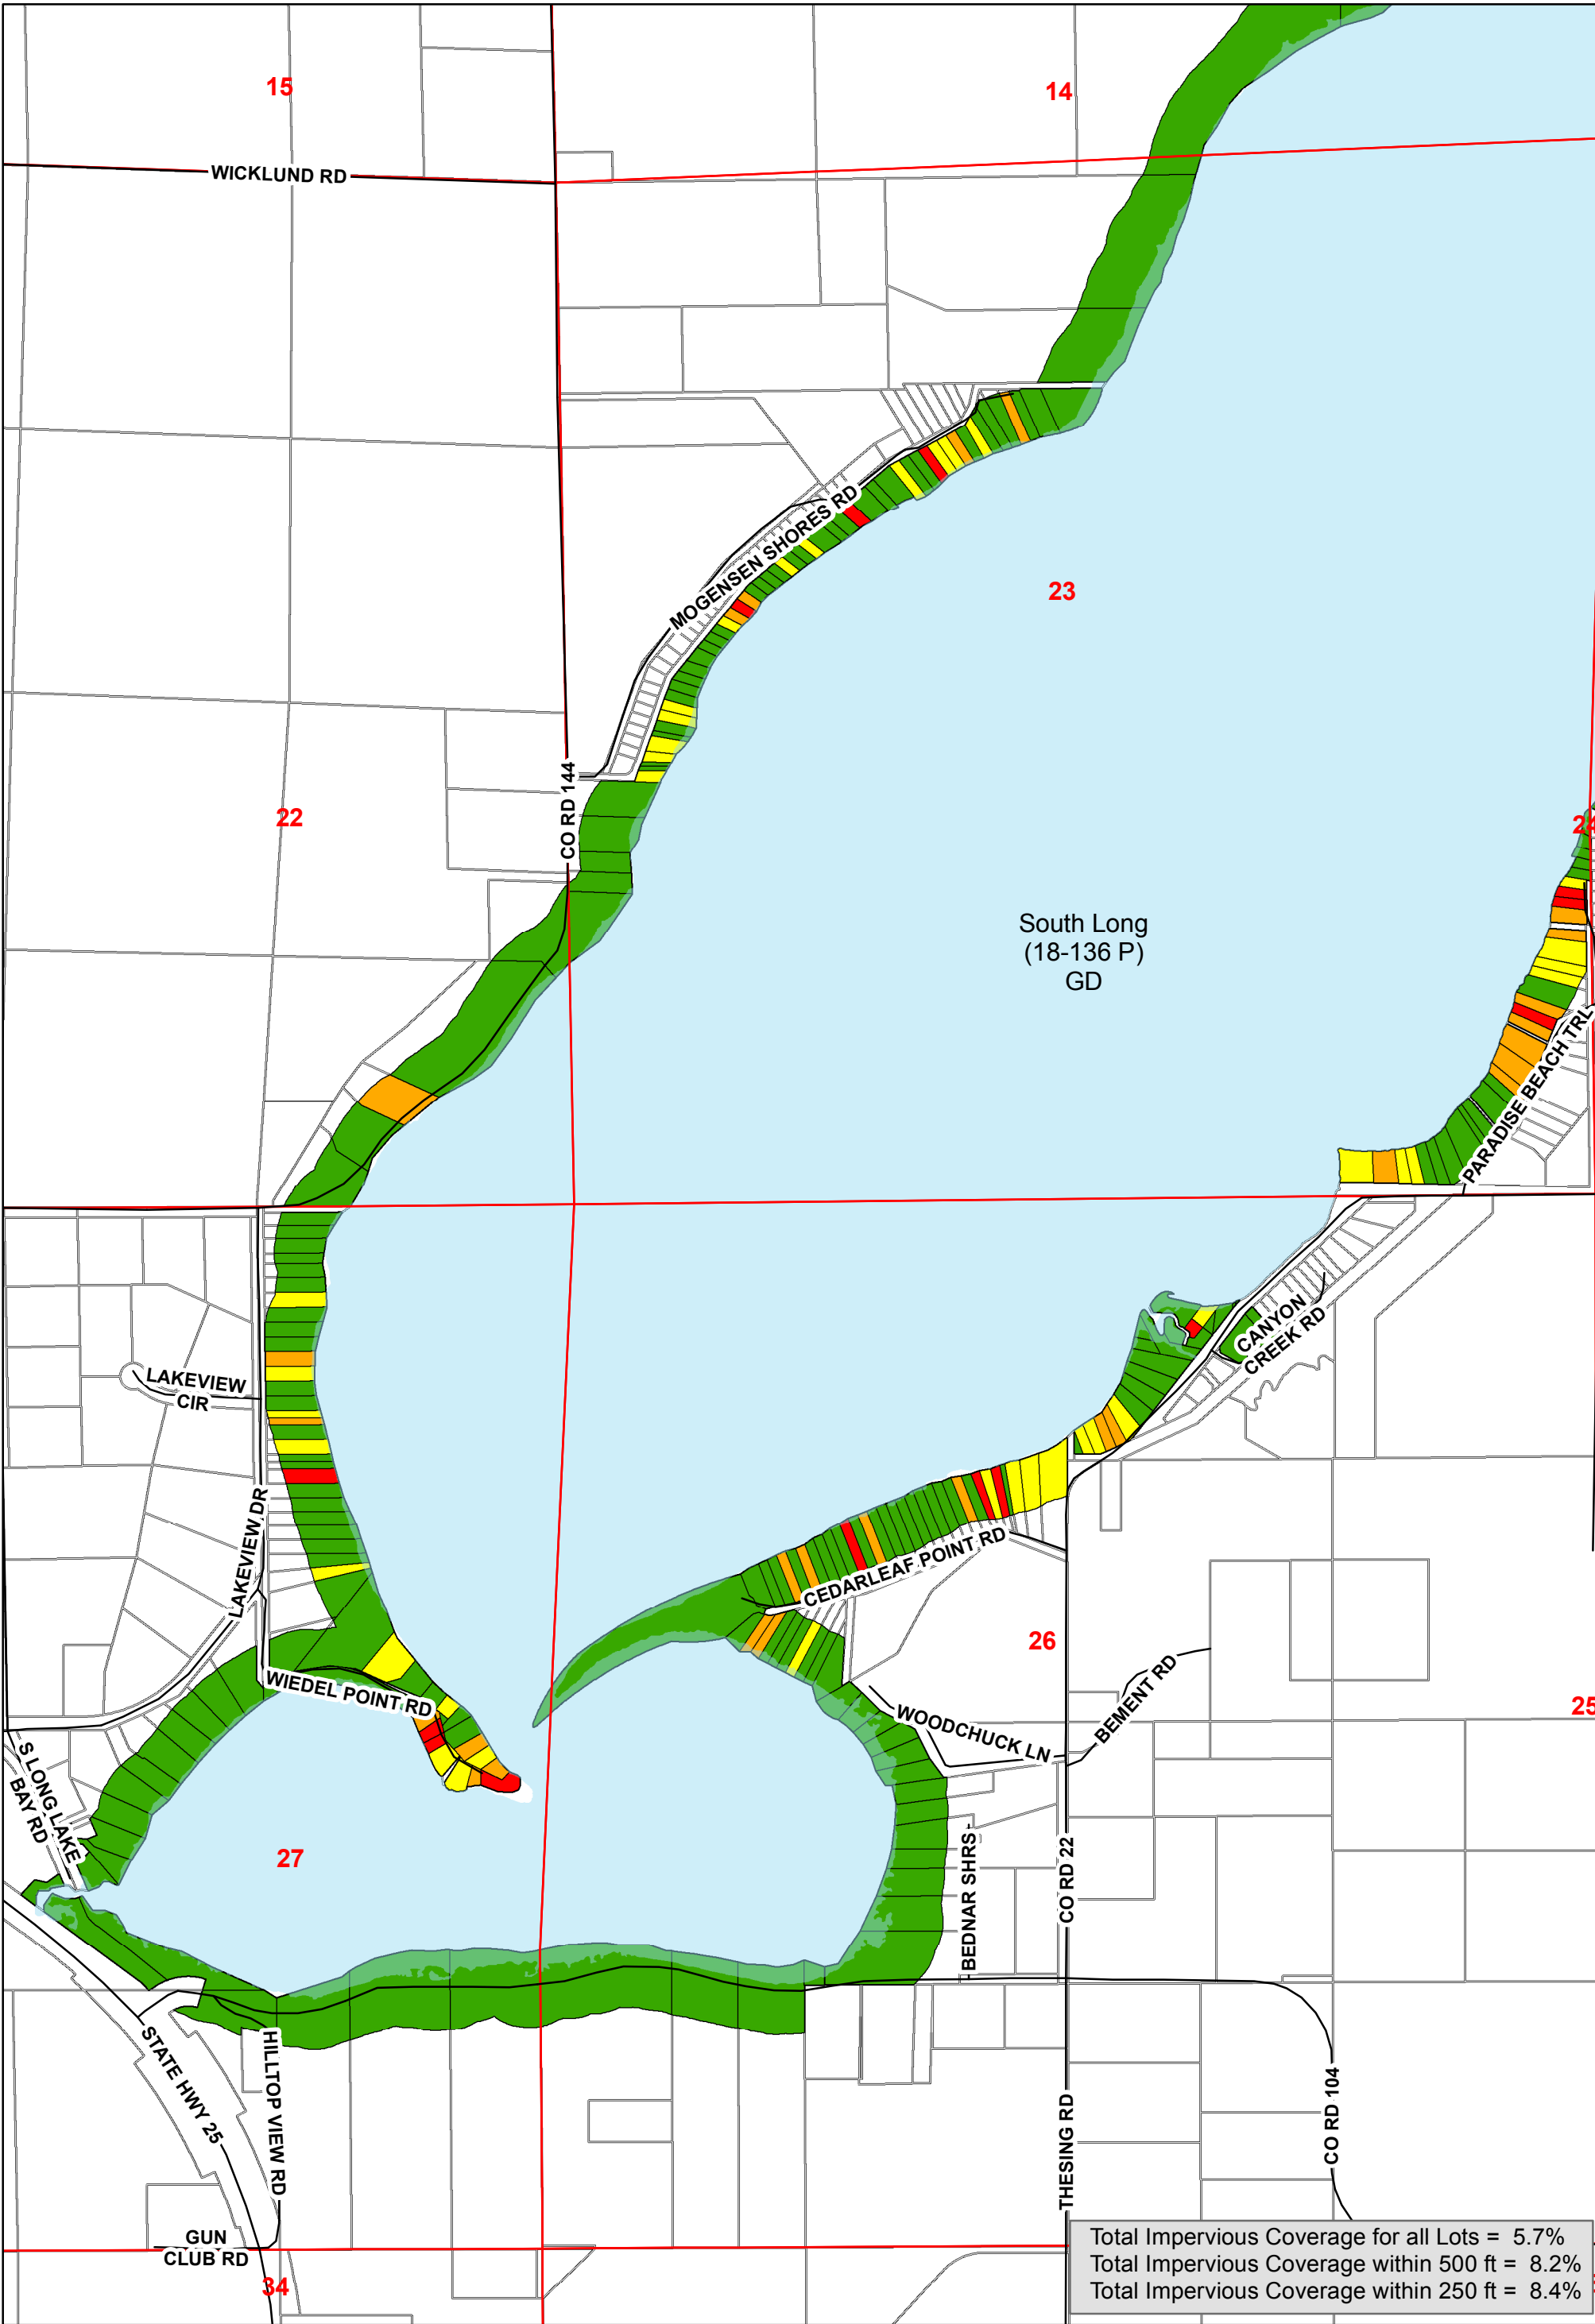 15
14
WICKLUND RD
MOGENSEN SHORES RD
23
CO RD 144
22
South Long
(18-136 P)
GD
PARADISE BEACH TRL
CANYON
CREEK RD
LAKEVIEW
CIR
LAKEVIEW DR
CEDARLEAF POINT RD
26
WIEDEL POINT RD
BEMENT RD
WOODCHUCK LN
25
S LONG LAKE
BAY RD
27
BEDNAR SHRS
CO RD 22
STATE HWY 25
HILLTOP VIEW RD
THESING RD
CO RD 104
GUN
CLUB RD
34
Total Impervious Coverage for all Lots = 5.7%
Total Impervious Coverage within 500 ft = 8.2%
Total Impervious Coverage within 250 ft = 8.4%